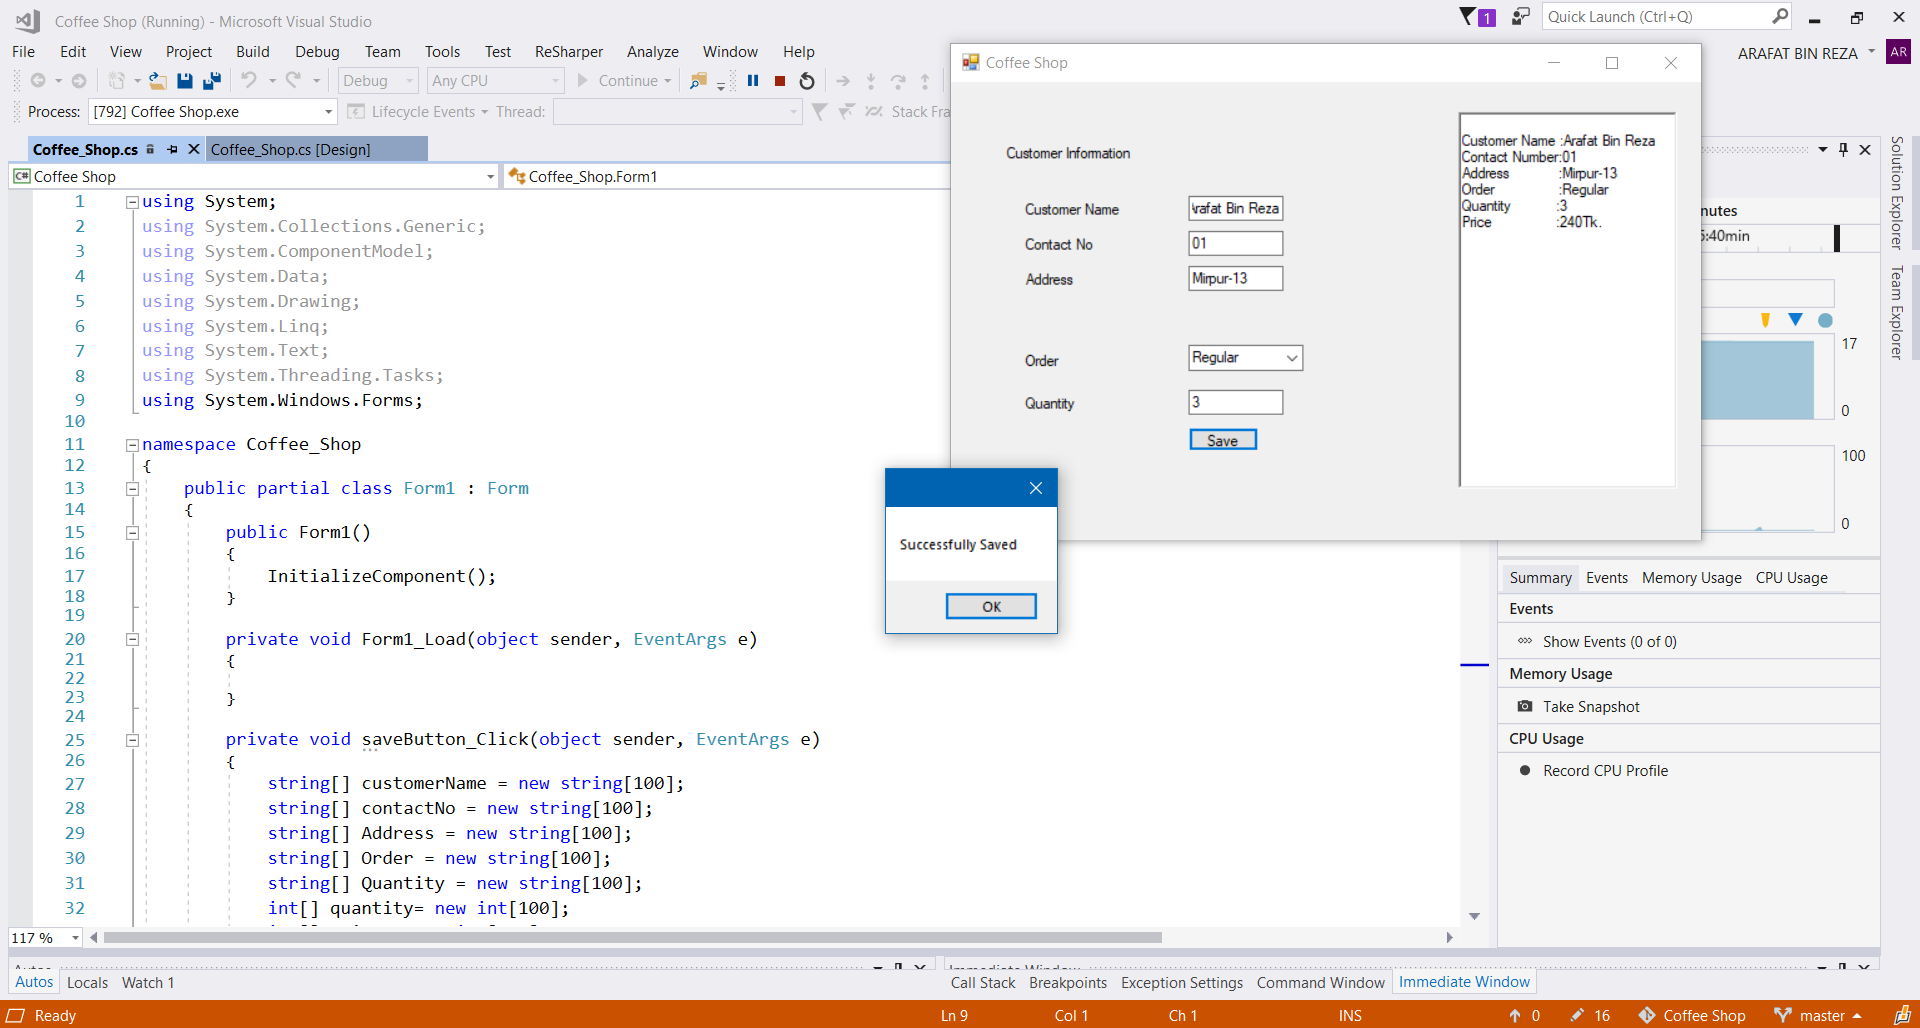 Coffee Shop (Running) - Microsoft Visual Studio
1
Quick Launch (Ctrl+Q)
File Edit View Project Build Debug Team Tools Test ReSharper Analyze Window Help
ARAFAT BIN REZA AR
Debug Any CPU Continue
Process: [792] Coffee Shop.exe Lifecycle Events Thread: Stack Fra
Coffee_Shop.cs Coffee_Shop.cs [Design]
C# Coffee Shop Coffee_Shop.Form1
1 using System;
2 using System.Collections.Generic;
3 using System.ComponentModel;
4 using System.Data;
5 using System.Drawing;
6 using System.Linq;
7 using System.Text;
8 using System.Threading.Tasks;
9 using System.Windows.Forms;
10
11 namespace Coffee_Shop
12 {
13 public partial class Form1 : Form
14 {
15 public Form1()
16 {
17 InitializeComponent();
18 }
19
20 private void Form1_Load(object sender, EventArgs e)
21 {
22
23 }
24
25 private void saveButton_Click(object sender, EventArgs e)
26 {
27 string[] customerName = new string[100];
28 string[] contactNo = new string[100];
29 string[] Address = new string[100];
30 string[] Order = new string[100];
31 string[] Quantity = new string[100];
32 int[] quantity= new int[100];
117 %
Coffee Shop
Customer Information
Customer Name Arafat Bin Reza
Contact No 01
Address Mirpur-13
Order Regular
Quantity 3
Save
Customer Name :Arafat Bin Reza
Contact Number:01
Address :Mirpur-13
Order :Regular
Quantity :3
Price :240Tk.
Successfully Saved
OK
Solution Explorer
Team Explorer
nutes
5:40min
17
0
100
0
Summary Events Memory Usage CPU Usage
Events
Show Events (0 of 0)
Memory Usage
Take Snapshot
CPU Usage
Record CPU Profile
Autos
Immediate Window
Autos Locals Watch 1
Call Stack Breakpoints Exception Settings Command Window Immediate Window
Ready Ln 9 Col 1 Ch 1 INS 0 16 Coffee Shop master